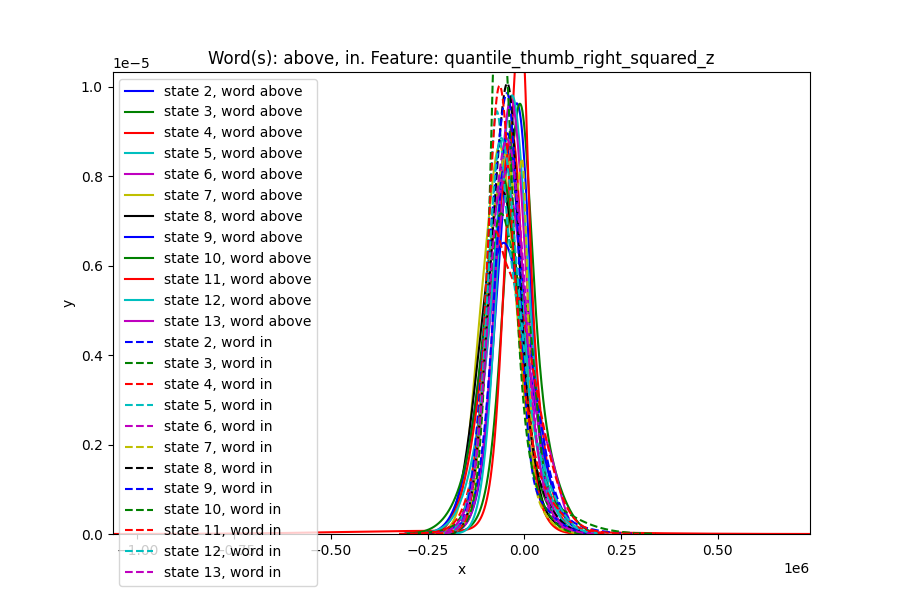 Word(s): above, in. Feature: quantile_thumb_right_squared_z
1e−5
1.0
0.8
0.6
0.4
0.2
0.0
y
state 2, word above
state 3, word above
state 4, word above
state 5, word above
state 6, word above
state 7, word above
state 8, word above
state 9, word above
state 10, word above
state 11, word above
state 12, word above
state 13, word above
state 2, word in
state 3, word in
state 4, word in
state 5, word in
state 6, word in
state 7, word in
state 8, word in
state 9, word in
state 10, word in
state 11, word in
state 12, word in
state 13, word in
−1.00 −0.75 −0.50 −0.25 0.00 0.25 0.50
x
1e6